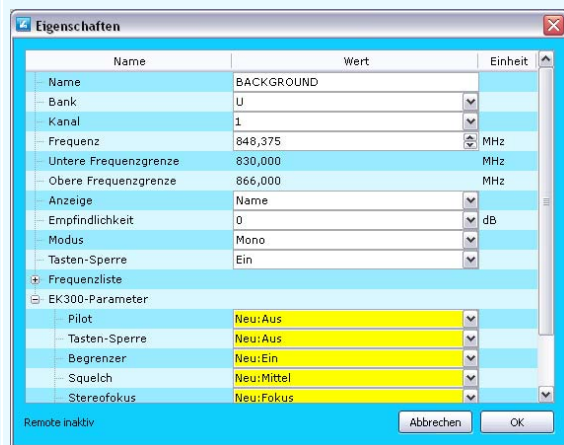 Eigenschaften
Name Wert Einheit
Name BACKGROUND
Bank U
Kanal 1
Frequenz 848,375 MHz
Untere Frequenzgrenze 830,000 MHz
Obere Frequenzgrenze 866,000 MHz
Anzeige Name
Empfindlichkeit 0 dB
Modus Mono
Tasten-Sperre Ein
Frequenzliste
EK300-Parameter
Pilot Neu:Aus
Tasten-Sperre Neu:Aus
Begrenzer Neu:Ein
Squelch Neu:Mittel
Stereofokus Neu:Fokus
Remote inaktiv Abbrechen OK